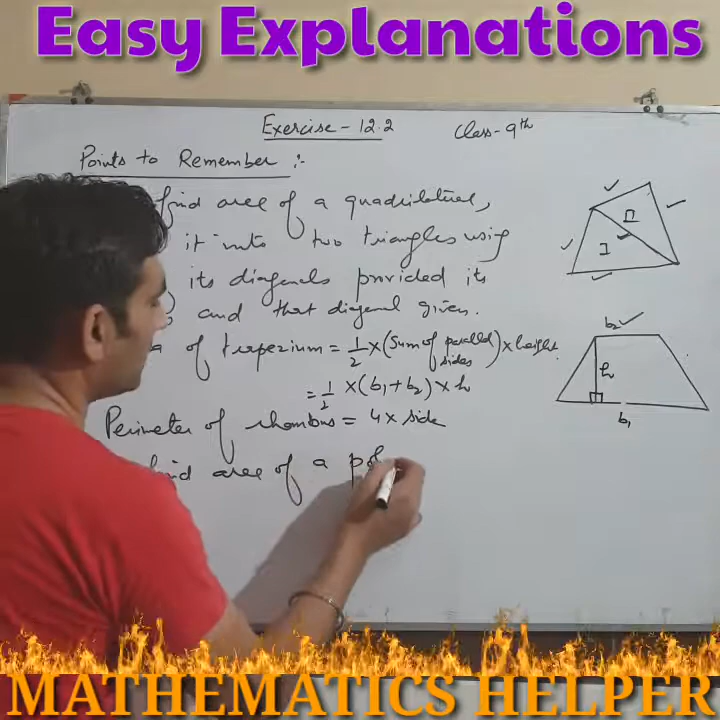 Easy Explanations
Exercise - 12.2 Class - 9th
Points to Remember :-
find area of a quadrilateral,
it into two triangles using
its diagonals provided its
and that diagonal given.
of trapezium = 1/2 × (Sum of parallel sides) × height
= 1/2 × (b1 + b2) × h
Perimeter of rhombus = 4 × side
find area of a pol
II
I
b2
h
b1
MATHEMATICS HELPER